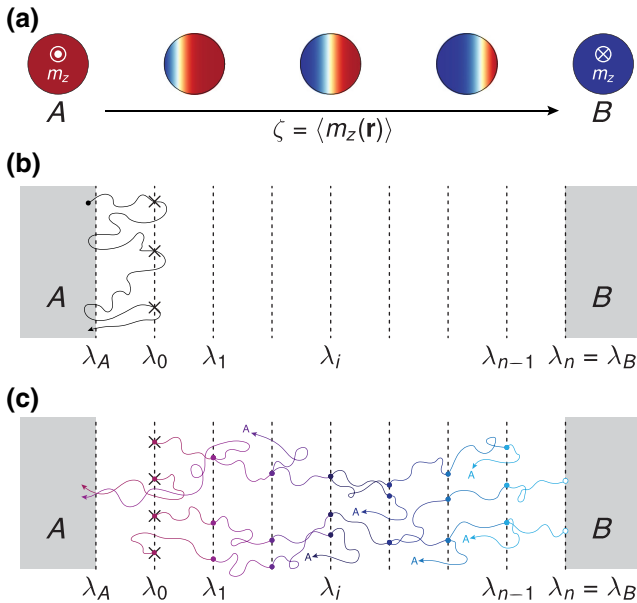 (a)
⊙ m_z
⊗ m_z
A
B
ζ = ⟨m_z(r)⟩
(b)
A
B
λ_A λ_0 λ_1 λ_i λ_{n−1} λ_n = λ_B
(c)
A
A
A
A
A
A
A
B
λ_A λ_0 λ_1 λ_i λ_{n−1} λ_n = λ_B